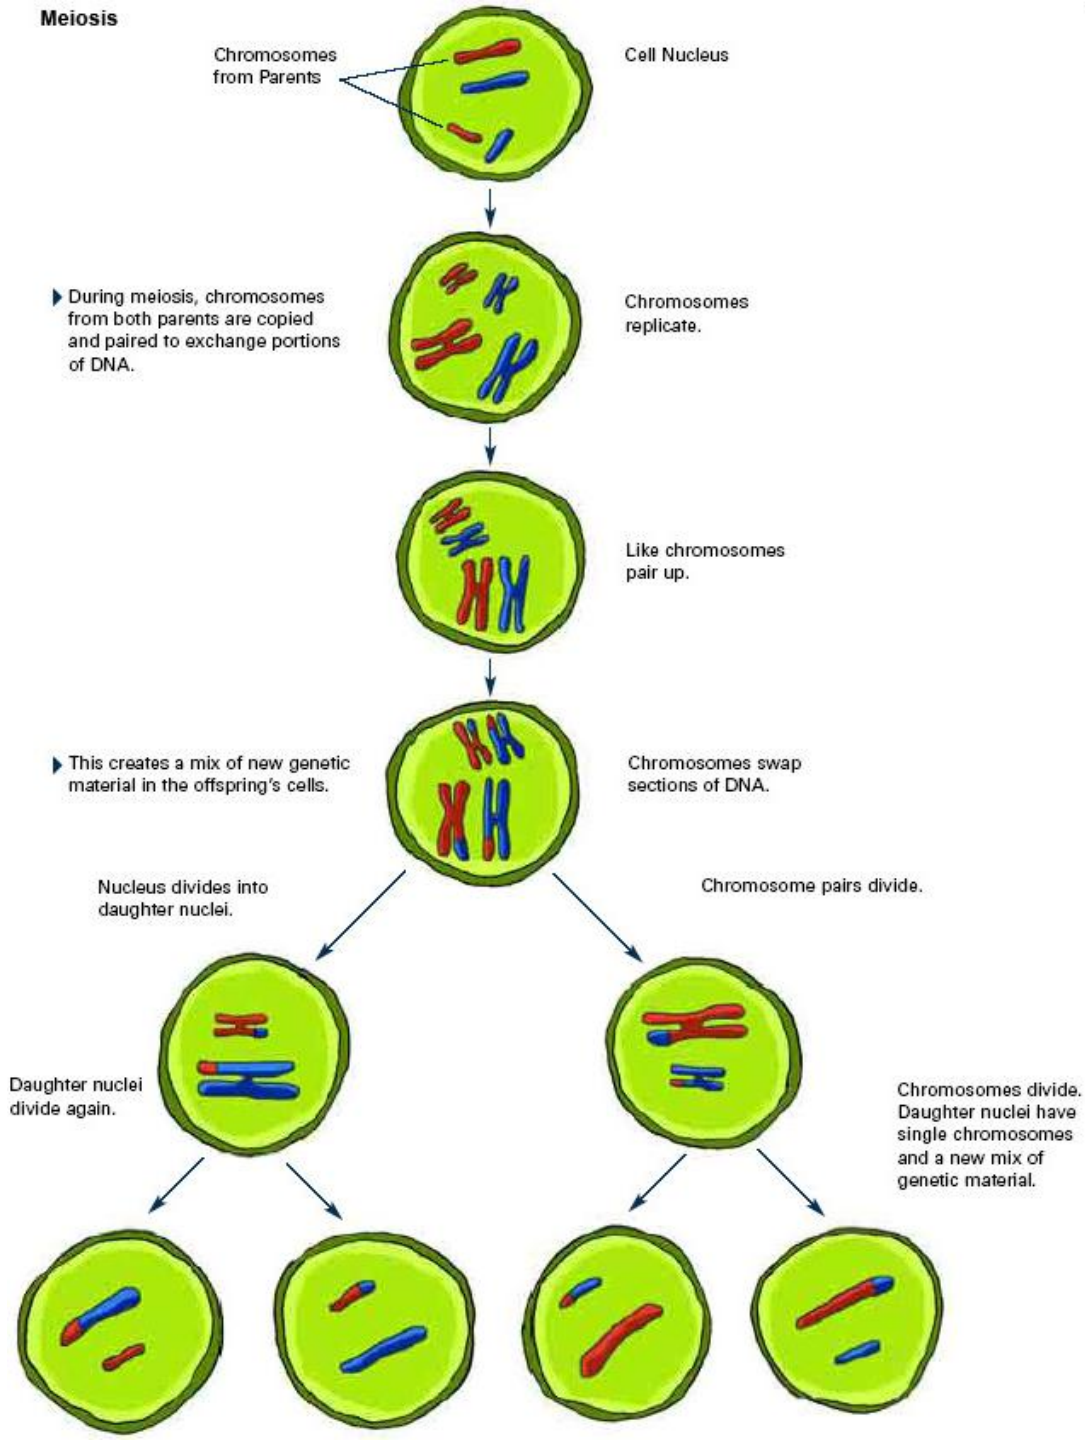 Meiosis
Chromosomes
from Parents
Cell Nucleus
During meiosis, chromosomes
from both parents are copied
and paired to exchange portions
of DNA.
Chromosomes
replicate.
Like chromosomes
pair up.
This creates a mix of new genetic
material in the offspring's cells.
Chromosomes swap
sections of DNA.
Nucleus divides into
daughter nuclei.
Chromosome pairs divide.
Daughter nuclei
divide again.
Chromosomes divide.
Daughter nuclei have
single chromosomes
and a new mix of
genetic material.